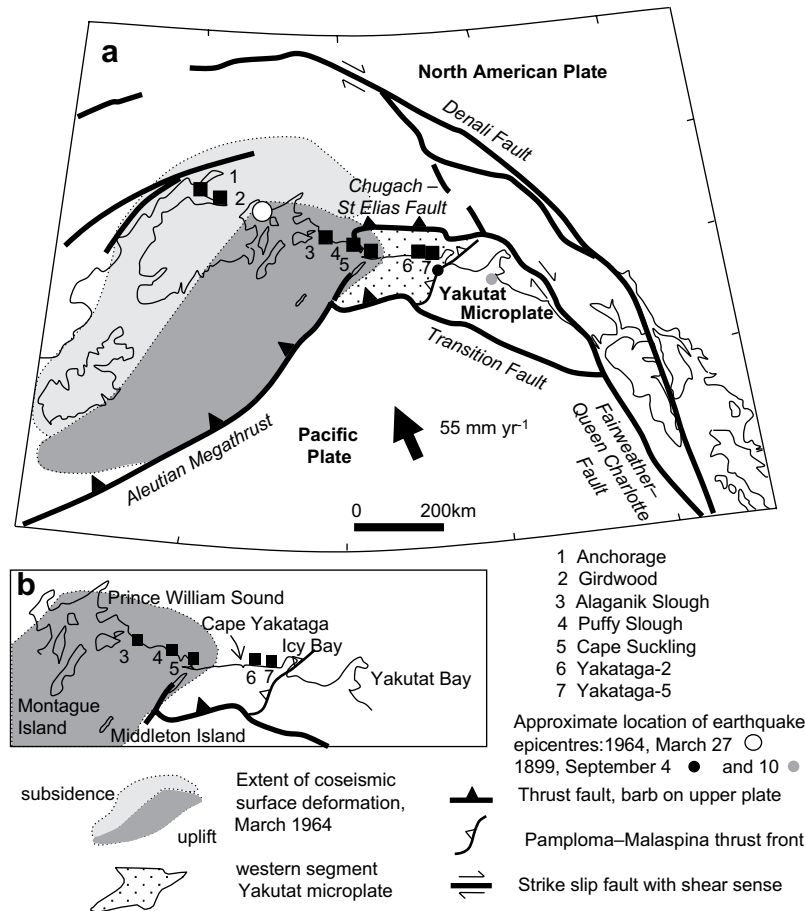 a
North American Plate
Denali Fault
1
2
Chugach –
St Elias Fault
3
4
5
6
7
Yakutat
Microplate
Transition Fault
Fairweather–
Queen Charlotte
Fault
Pacific
Plate
55 mm yr-1
Aleutian Megathrust
0 200km
b
Prince William Sound
Cape Yakataga
Icy Bay
3
4
5
6 7
Yakutat Bay
Montague
Island
Middleton Island
1 Anchorage
2 Girdwood
3 Alaganik Slough
4 Puffy Slough
5 Cape Suckling
6 Yakataga-2
7 Yakataga-5
Approximate location of earthquake
epicentres:1964, March 27
1899, September 4 and 10
subsidence
uplift
Extent of coseismic
surface deformation,
March 1964
western segment
Yakutat microplate
Thrust fault, barb on upper plate
Pamploma–Malaspina thrust front
Strike slip fault with shear sense